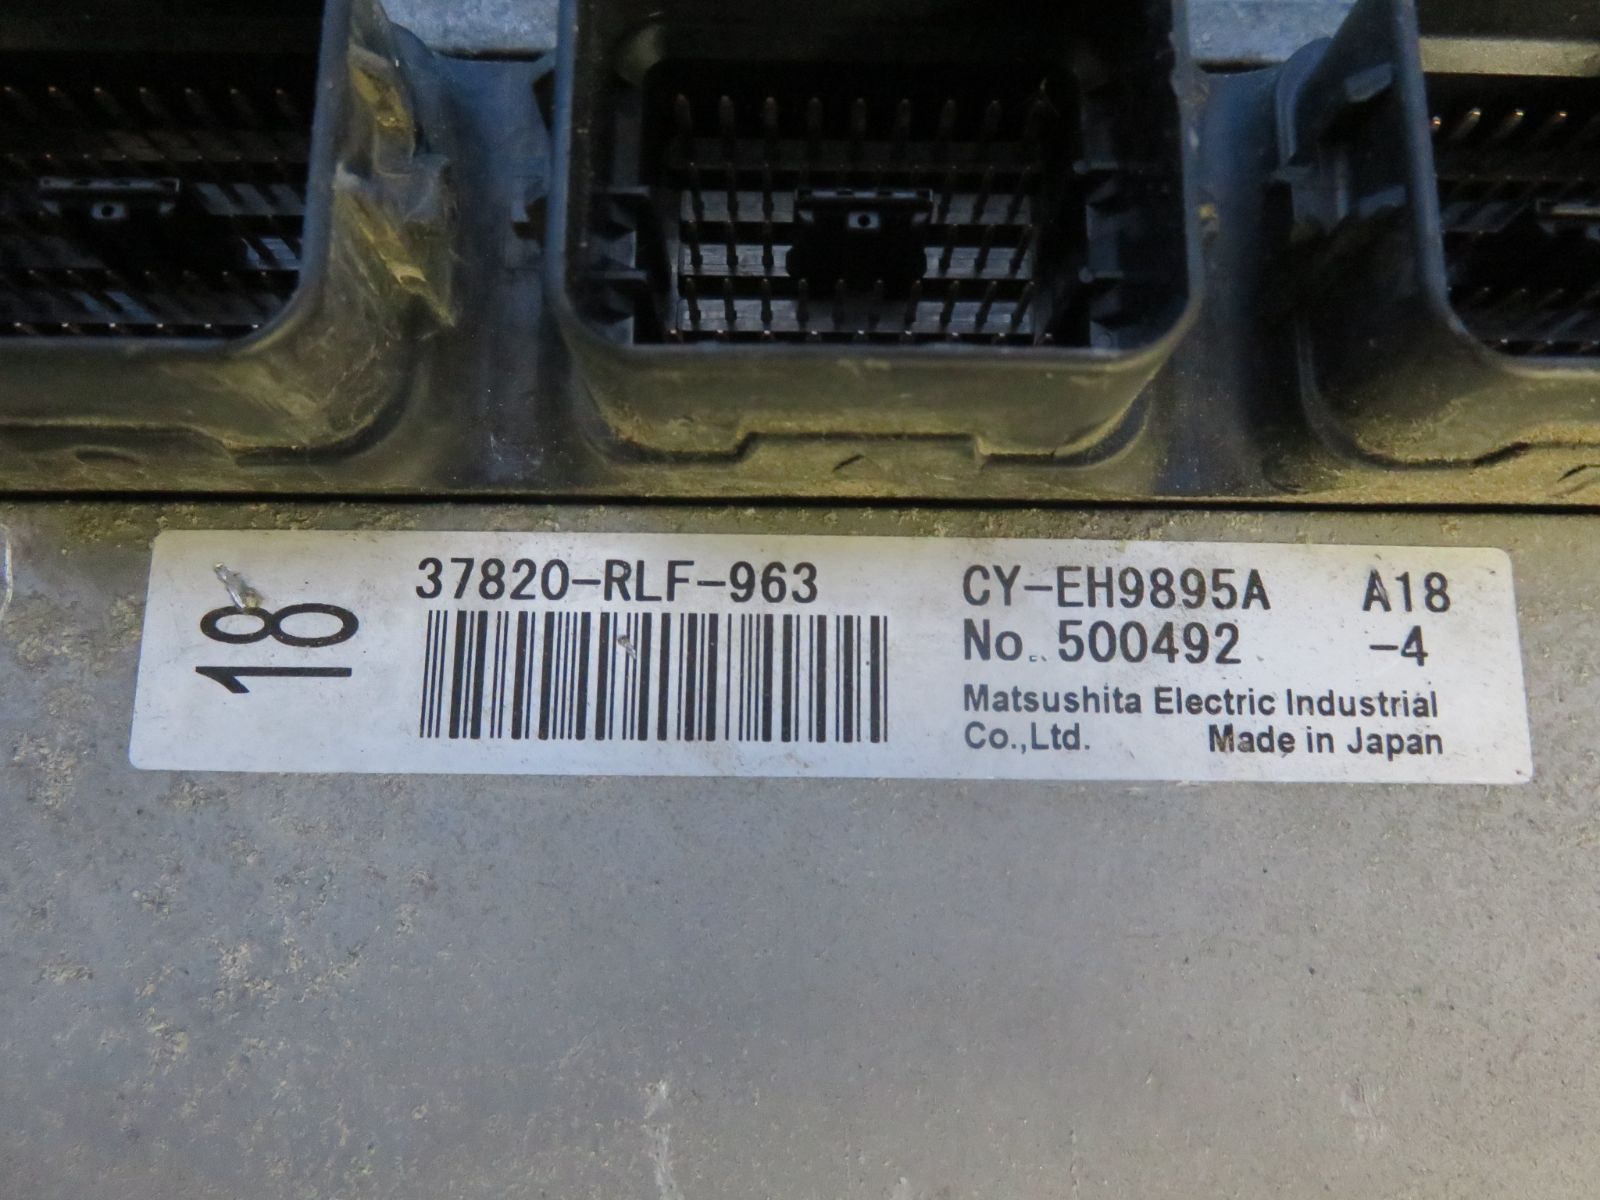 18
37820-RLF-963
CY-EH9895A A18
No. 500492 -4
Matsushita Electric Industrial
Co.,Ltd. Made in Japan